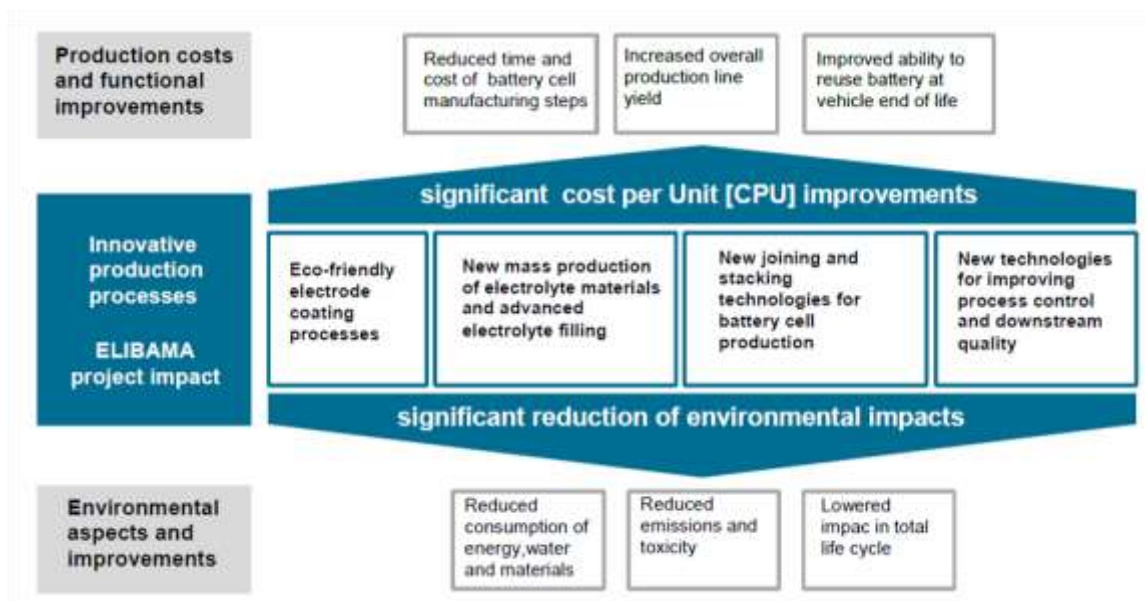 Production costs
and functional
improvements
Reduced time and
cost of battery cell
manufacturing steps
Increased overall
production line
yield
Improved ability to
reuse battery at
vehicle end of life
significant cost per Unit [CPU] improvements
Innovative
production
processes
ELIBAMA
project impact
Eco-friendly
electrode
coating
processes
New mass production
of electrolyte materials
and advanced
electrolyte filling
New joining and
stacking
technologies for
battery cell
production
New technologies
for improving
process control
and downstream
quality
significant reduction of environmental impacts
Environmental
aspects and
improvements
Reduced
consumption of
energy,water
and materials
Reduced
emissions and
toxicity
Lowered
impac in total
life cycle